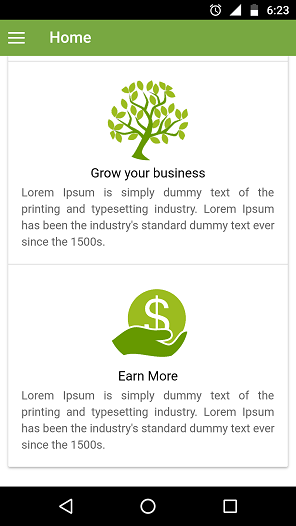 6:23
Home
Grow your business
Lorem Ipsum is simply dummy text of the
printing and typesetting industry. Lorem Ipsum
has been the industry's standard dummy text ever
since the 1500s.
$
Earn More
Lorem Ipsum is simply dummy text of the
printing and typesetting industry. Lorem Ipsum
has been the industry's standard dummy text ever
since the 1500s.